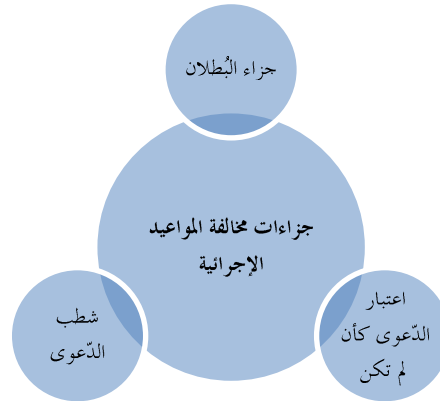 جزاء البُطلان
جزاءات مخالفة المواعيد
الإجرائية
اعتبار
الدّعوى كأن
لم تكن
شطب
الدّعوى